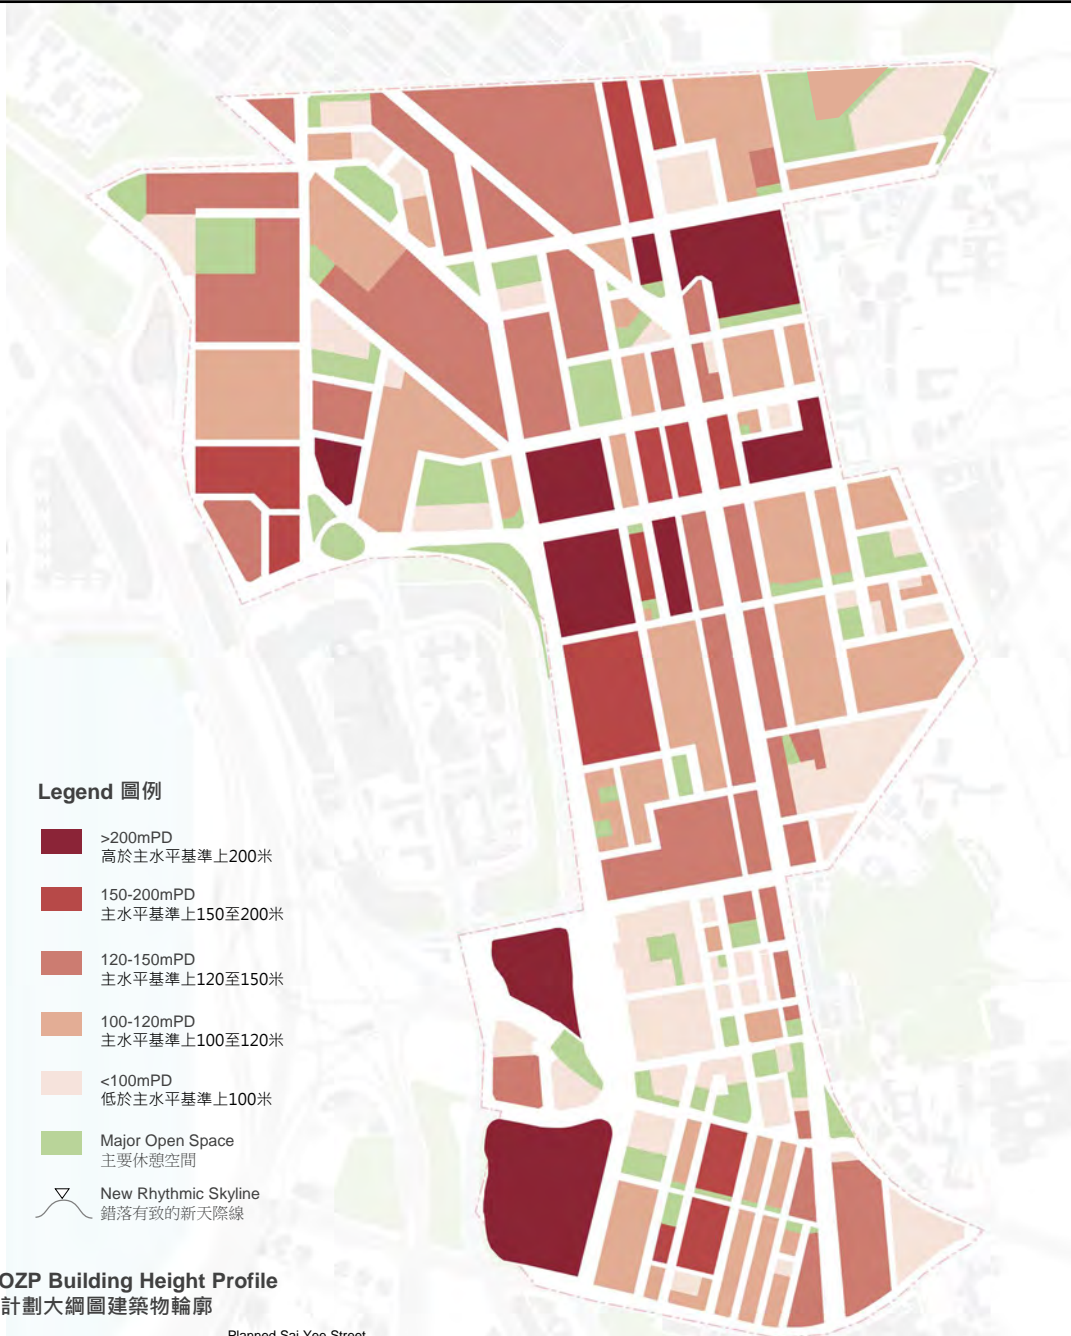 Legend 圖例
>200mPD
高於主水平基準上200米
150-200mPD
主水平基準上150至200米
120-150mPD
主水平基準上120至150米
100-120mPD
主水平基準上100至120米
<100mPD
低於主水平基準上100米
Major Open Space
主要休憩空間
New Rhythmic Skyline
錯落有致的新天際線
OZP Building Height Profile
計劃大綱圖建築物輪廓
Planned Sai Yee Street